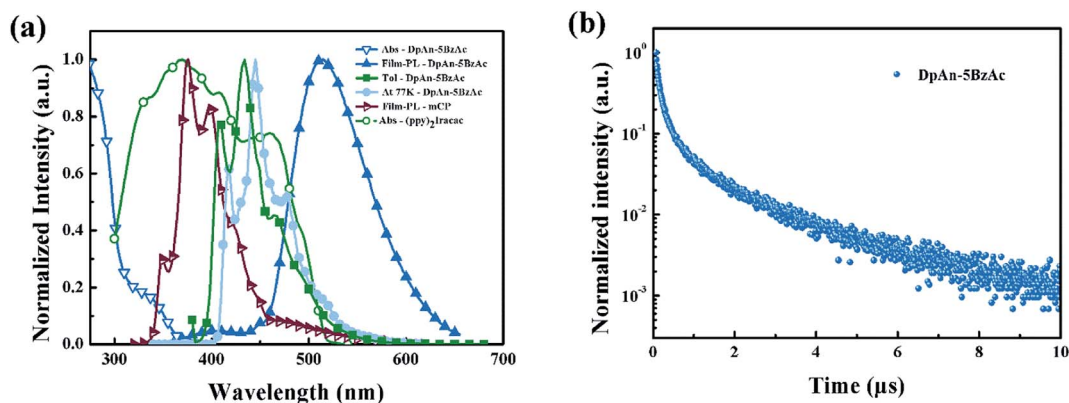 (a)
Normalized Intensity (a.u.)
1.0
0.8
0.6
0.4
0.2
0.0
300
400
500
600
700
Wavelength (nm)
Abs - DpAn-5BzAc
Film-PL - DpAn-5BzAc
Tol - DpAn-5BzAc
At 77K - DpAn-5BzAc
Film-PL - mCP
Abs - (ppy)₂Iracac
(b)
Normalized intensity (a.u.)
10⁰
10⁻¹
10⁻²
10⁻³
0
2
4
6
8
10
Time (μs)
DpAn-5BzAc